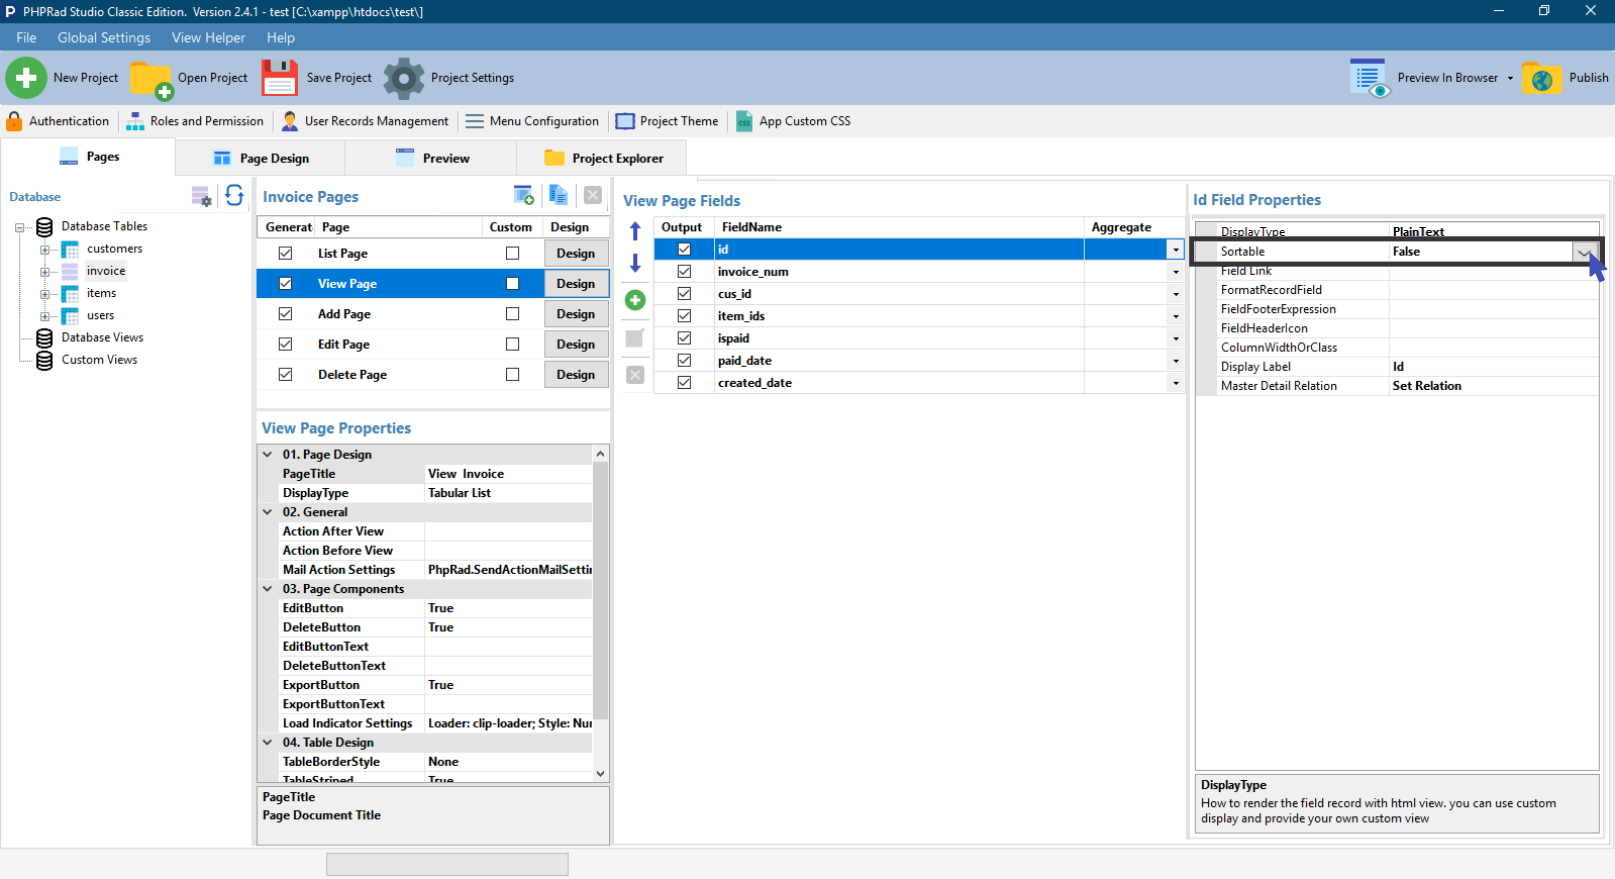 PHPRad Studio Classic Edition. Version 2.4.1 - test [C:\xampp\htdocs\test\]
File Global Settings View Helper Help
New Project Open Project Save Project Project Settings Preview In Browser Publish
Authentication Roles and Permission User Records Management Menu Configuration Project Theme App Custom CSS
Pages Page Design Preview Project Explorer
Database
Database Tables
customers
invoice
items
users
Database Views
Custom Views
Invoice Pages
Generat Page Custom Design
List Page Design
View Page Design
Add Page Design
Edit Page Design
Delete Page Design
View Page Properties
01. Page Design
PageTitle View Invoice
DisplayType Tabular List
02. General
Action After View
Action Before View
Mail Action Settings PhpRad.SendActionMailSettin
03. Page Components
EditButton True
DeleteButton True
EditButtonText
DeleteButtonText
ExportButton True
ExportButtonText
Load Indicator Settings Loader: clip-loader; Style: Nur
04. Table Design
TableBorderStyle None
TableStriped True
PageTitle
Page Document Title
View Page Fields
Output FieldName Aggregate
id
invoice_num
cus_id
item_ids
ispaid
paid_date
created_date
Id Field Properties
DisplayType PlainText
Sortable False
Field Link
FormatRecordField
FieldFooterExpression
FieldHeaderIcon
ColumnWidthOrClass
Display Label Id
Master Detail Relation Set Relation
DisplayType
How to render the field record with html view. you can use custom
display and provide your own custom view